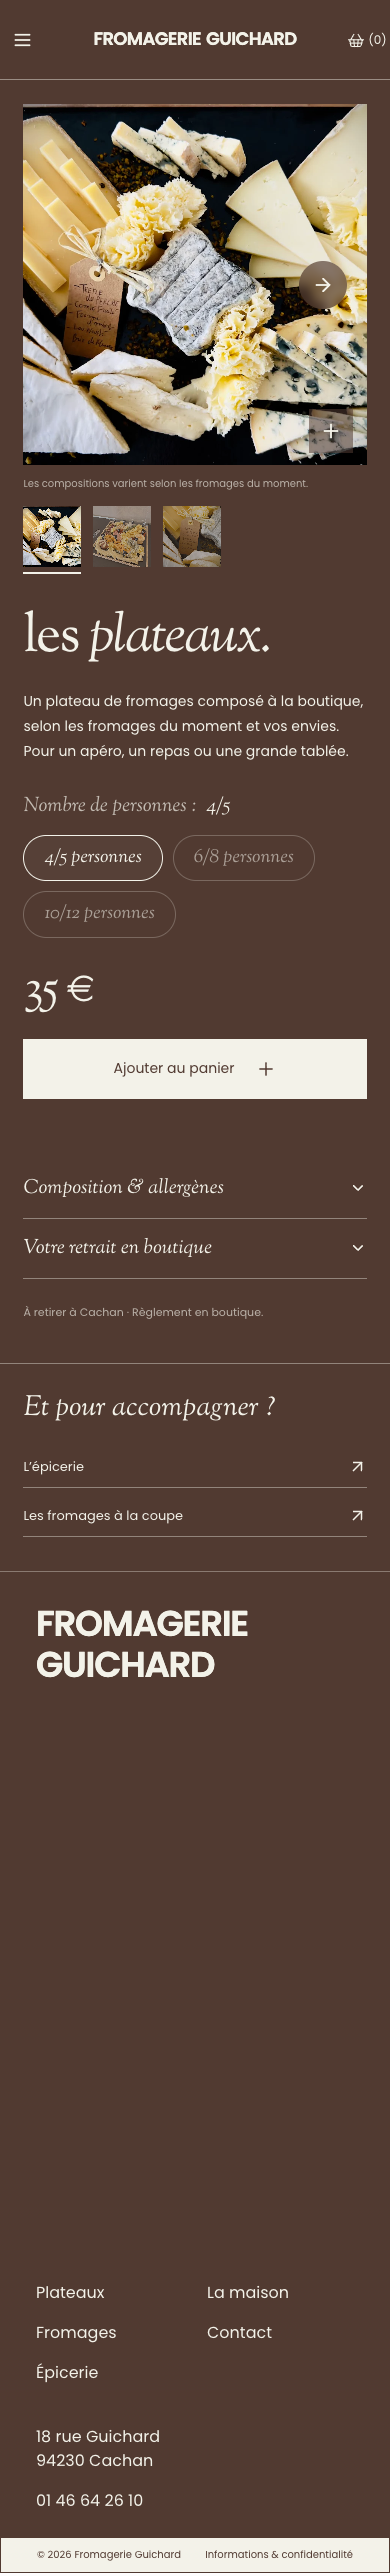 FROMAGERIE GUICHARD
(0)
Les compositions varient selon les fromages du moment.
les plateaux.
Un plateau de fromages composé à la boutique,
selon les fromages du moment et vos envies.
Pour un apéro, un repas ou une grande tablée.
Nombre de personnes : 4/5
4/5 personnes
6/8 personnes
10/12 personnes
35 €
Ajouter au panier
Composition & allergènes
Votre retrait en boutique
À retirer à Cachan · Règlement en boutique.
Et pour accompagner ?
L'épicerie
Les fromages à la coupe
FROMAGERIE
GUICHARD
Plateaux
La maison
Fromages
Contact
Épicerie
18 rue Guichard
94230 Cachan
01 46 64 26 10
© 2026 Fromagerie Guichard
Informations & confidentialité